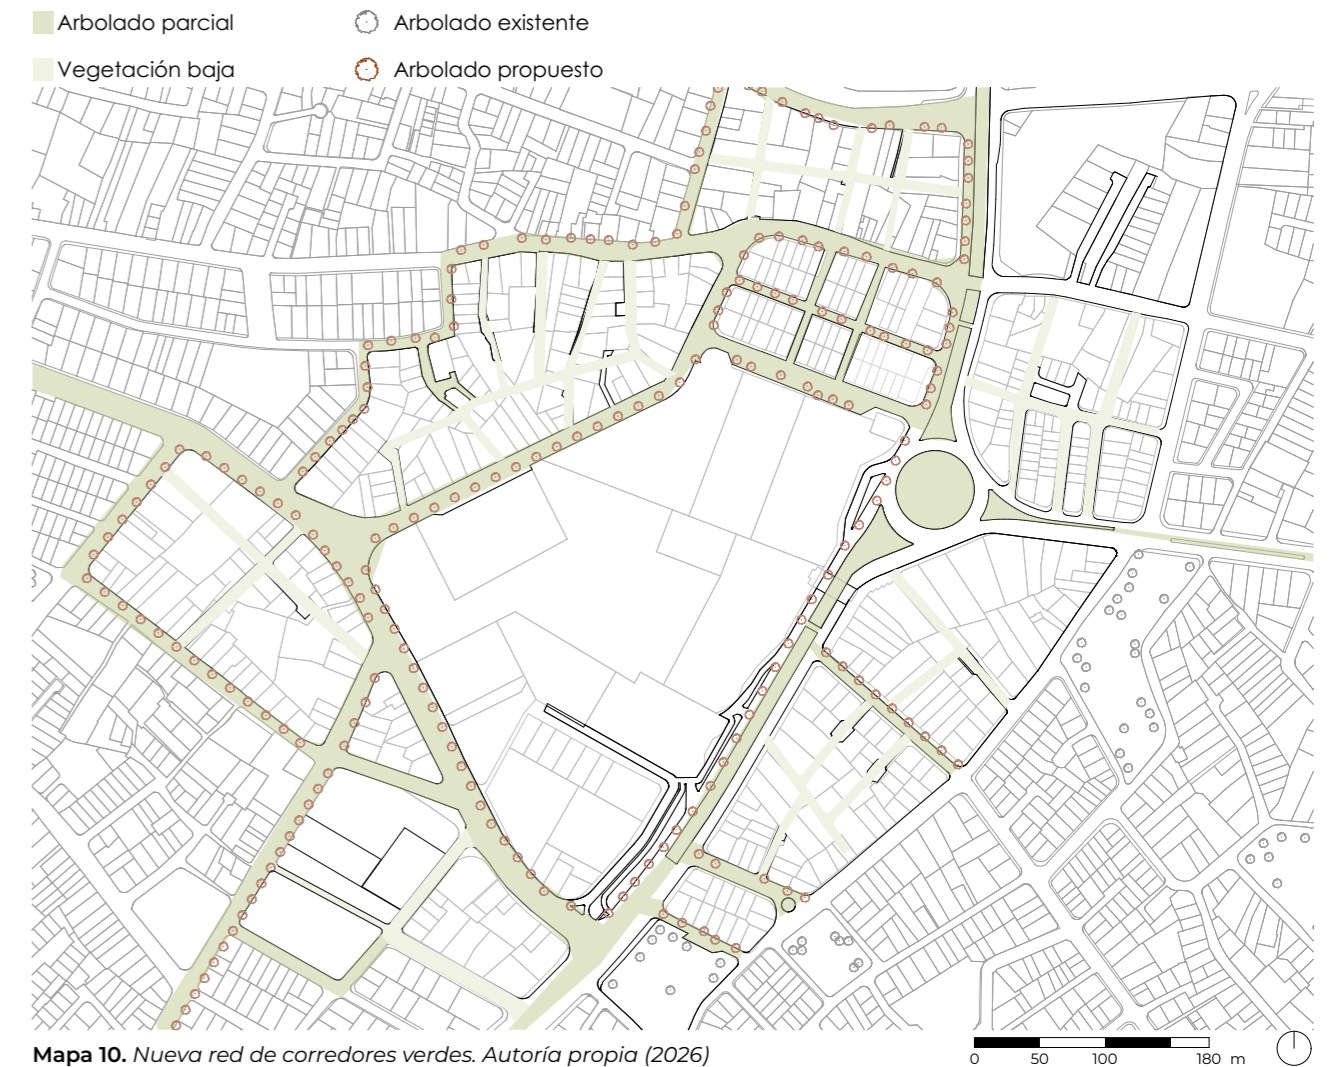 Arbolado parcial
Arbolado existente
Vegetación baja
Arbolado propuesto
Mapa 10. Nueva red de corredores verdes. Autoría propia (2026)
0 50 100 180 m